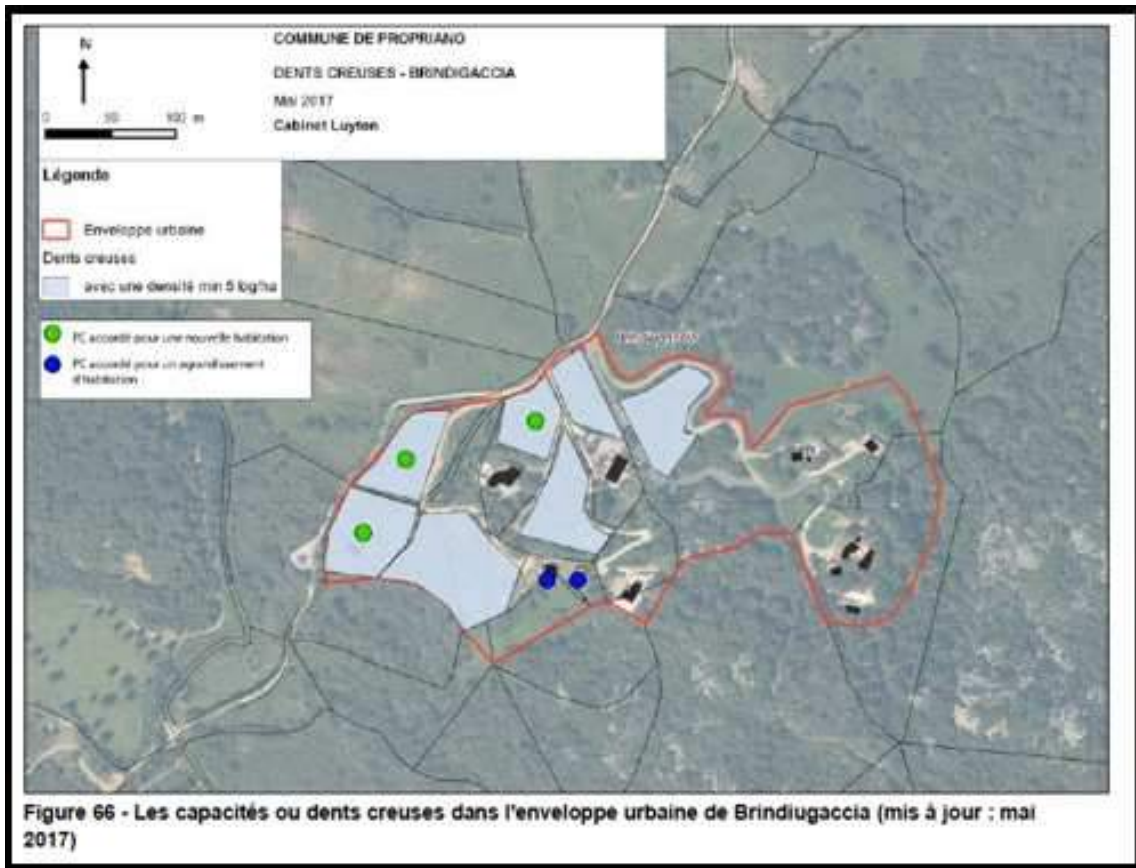 N
COMMUNE DE PROPRIANO
DENTS CREUSES - BRINDIGACCIA
Mai 2017
Cabinet Luyton
0 50 100 m
Légende
Enveloppe urbaine
Dents creuses
avec une densité min 5 log/ha
PC accordé pour une nouvelle habitation
PC accordé pour un agrandissement
d'habitation
Figure 66 - Les capacités ou dents creuses dans l'enveloppe urbaine de Brindiugaccia (mis à jour : mai
2017)